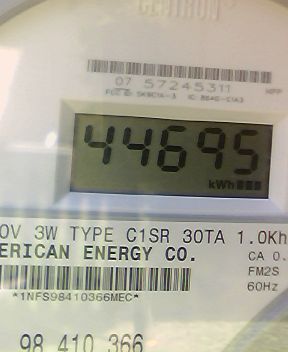 CENTRON
07 57245311
44695
kWh
0V 3W TYPE C1SR 30TA 1.0Kh
ERICAN ENERGY CO.
CA 0.
FM2S
*1NFS98410366MEC*
60Hz
98 410 366